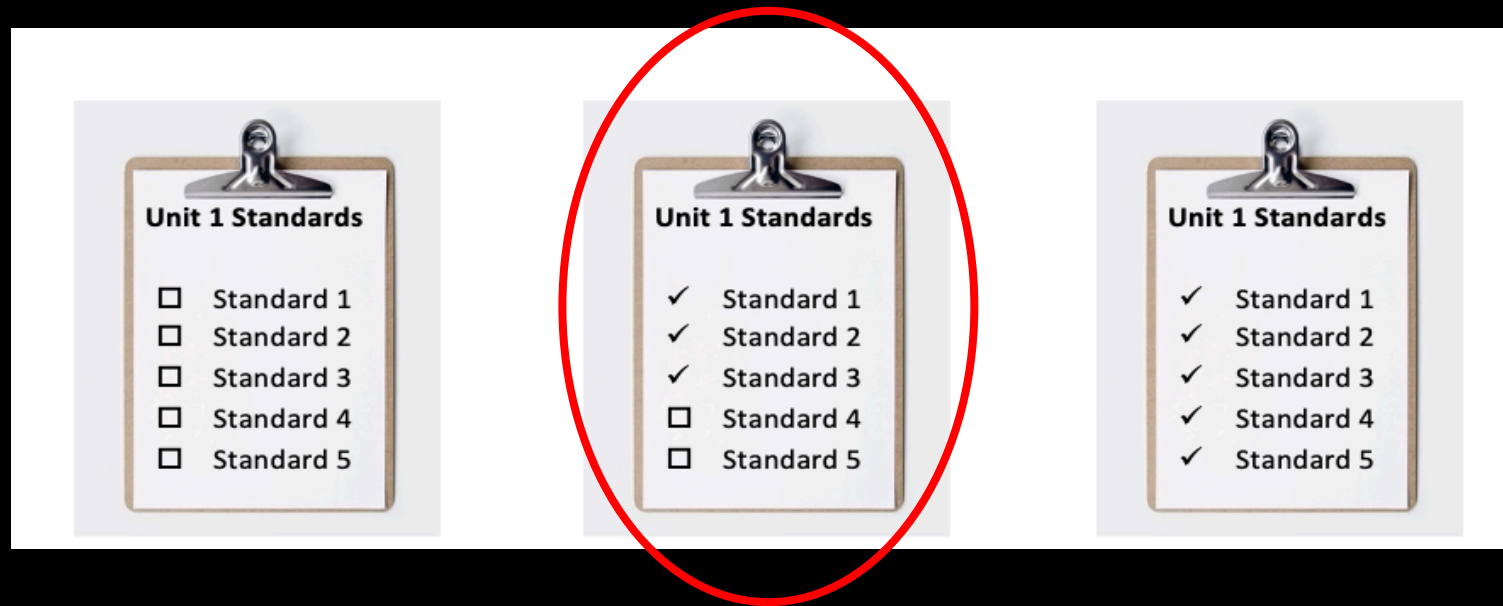 Unit 1 Standards
☐ Standard 1
☐ Standard 2
☐ Standard 3
☐ Standard 4
☐ Standard 5
Unit 1 Standards
✓ Standard 1
✓ Standard 2
✓ Standard 3
☐ Standard 4
☐ Standard 5
Unit 1 Standards
✓ Standard 1
✓ Standard 2
✓ Standard 3
✓ Standard 4
✓ Standard 5